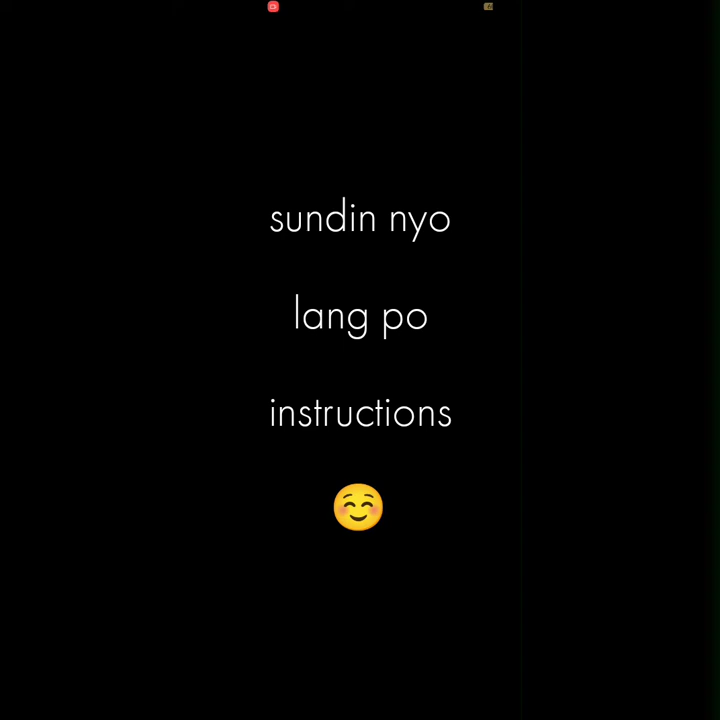 sundin nyo
lang po
instructions
☺️